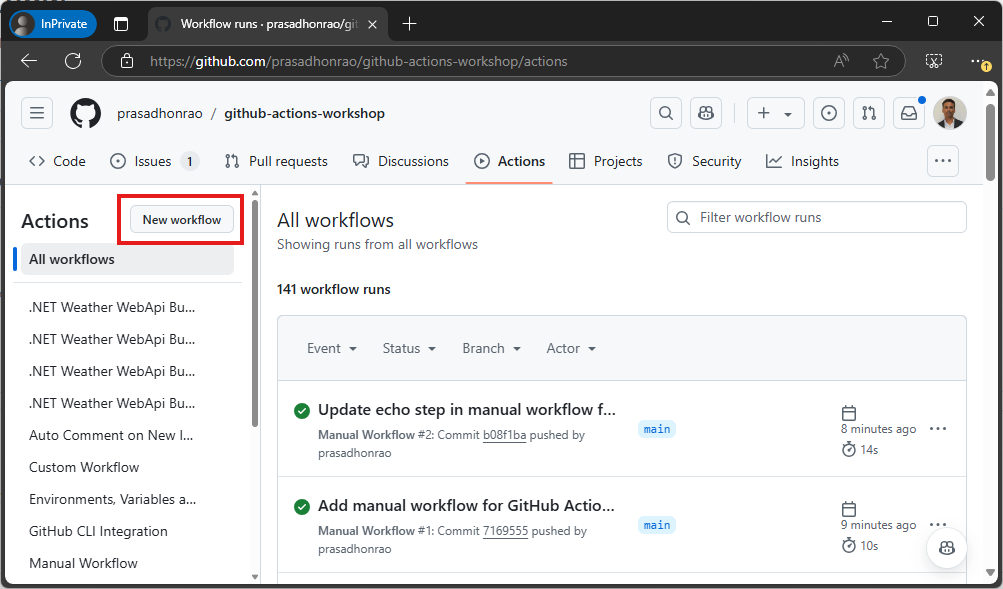 InPrivate
Workflow runs · prasadhonrao/git
https://github.com/prasadhonrao/github-actions-workshop/actions
prasadhonrao / github-actions-workshop
Code Issues 1 Pull requests Discussions Actions Projects Security Insights
Actions
New workflow
All workflows
.NET Weather WebApi Bu...
.NET Weather WebApi Bu...
.NET Weather WebApi Bu...
.NET Weather WebApi Bu...
Auto Comment on New I...
Custom Workflow
Environments, Variables a...
GitHub CLI Integration
Manual Workflow
All workflows
Showing runs from all workflows
Filter workflow runs
141 workflow runs
Event Status Branch Actor
Update echo step in manual workflow f...
Manual Workflow #2: Commit b08f1ba pushed by
prasadhonrao
main
8 minutes ago
14s
Add manual workflow for GitHub Actio...
Manual Workflow #1: Commit 7169555 pushed by
prasadhonrao
main
9 minutes ago
10s